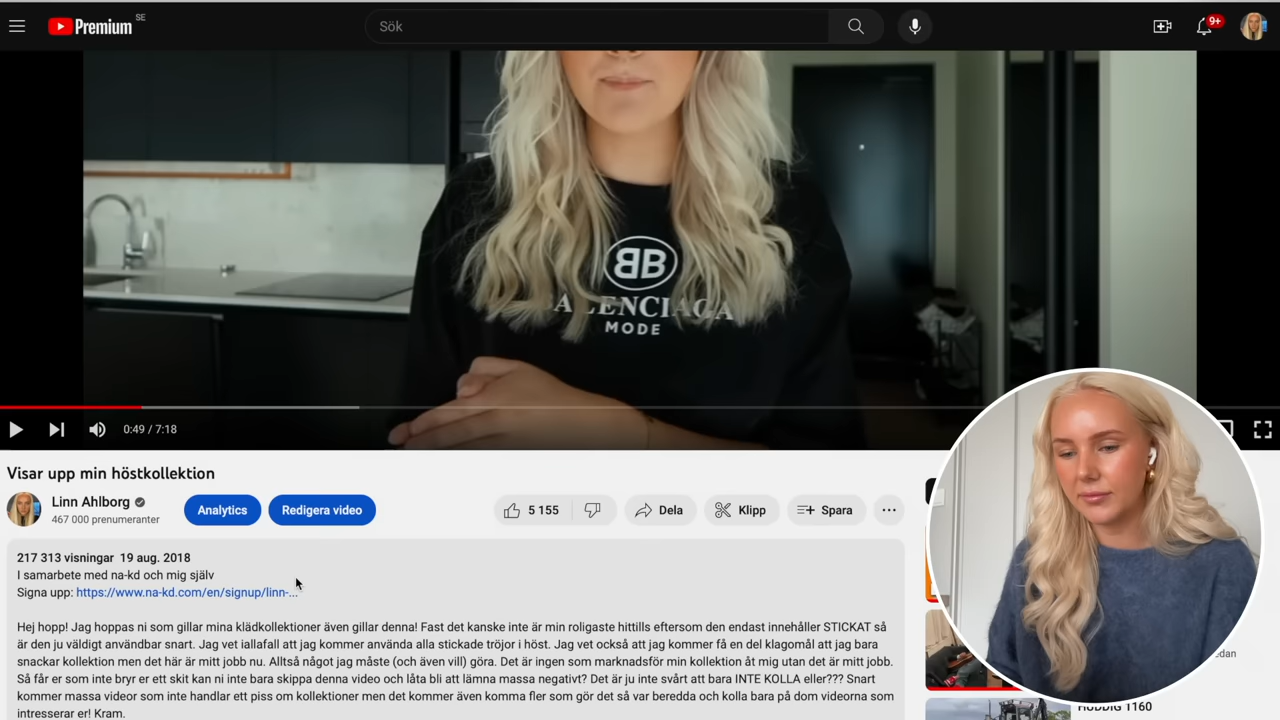 Premium SE
Sök
9+
BB
BALENCIAGA
MODE
0:49 / 7:18
Visar upp min höstkollektion
Linn Ahlborg
467 000 prenumeranter
Analytics
Redigera video
5 155
Dela
Klipp
Spara
217 313 visningar 19 aug. 2018
I samarbete med na-kd och mig själv
Signa upp: https://www.na-kd.com/en/signup/linn-...
Hej hopp! Jag hoppas ni som gillar mina klädkollektioner även gillar denna! Fast det kanske inte är min roligaste hittills eftersom den endast innehåller STICKAT så
är den ju väldigt användbar snart. Jag vet iallafall att jag kommer använda alla stickade tröjor i höst. Jag vet också att jag kommer få en del klagomål att jag bara
snackar kollektion men det här är mitt jobb nu. Alltså något jag måste (och även vill) göra. Det är ingen som marknadsför min kollektion åt mig utan det är mitt jobb.
Så får er som inte bryr er ett skit kan ni inte bara skippa denna video och låta bli att lämna massa negativt? Det är ju inte svårt att bara INTE KOLLA eller??? Snart
kommer massa videor som inte handlar ett piss om kollektioner men det kommer även komma fler som gör det så var beredda och kolla bara på dom videorna som
intresserar er! Kram.
HUDDIG 1160